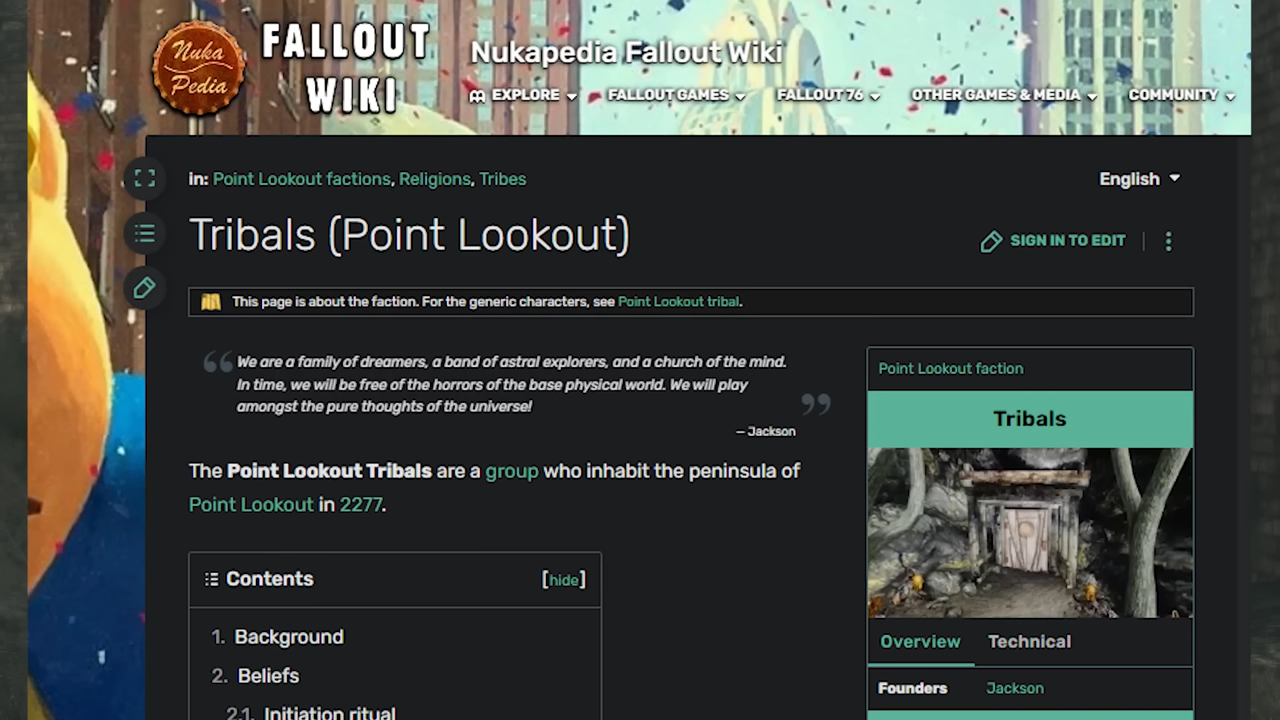 Nuka
Pedia
FALLOUT
WIKI
Nukapedia Fallout Wiki
EXPLORE FALLOUT GAMES FALLOUT 76 OTHER GAMES & MEDIA COMMUNITY
in: Point Lookout factions, Religions, Tribes
English
Tribals (Point Lookout)
SIGN IN TO EDIT
This page is about the faction. For the generic characters, see Point Lookout tribal.
“We are a family of dreamers, a band of astral explorers, and a church of the mind.
In time, we will be free of the horrors of the base physical world. We will play
amongst the pure thoughts of the universe!”
– Jackson
The Point Lookout Tribals are a group who inhabit the peninsula of
Point Lookout in 2277.
Contents [hide]
1. Background
2. Beliefs
2.1. Initiation ritual
Point Lookout faction
Tribals
Overview Technical
Founders Jackson